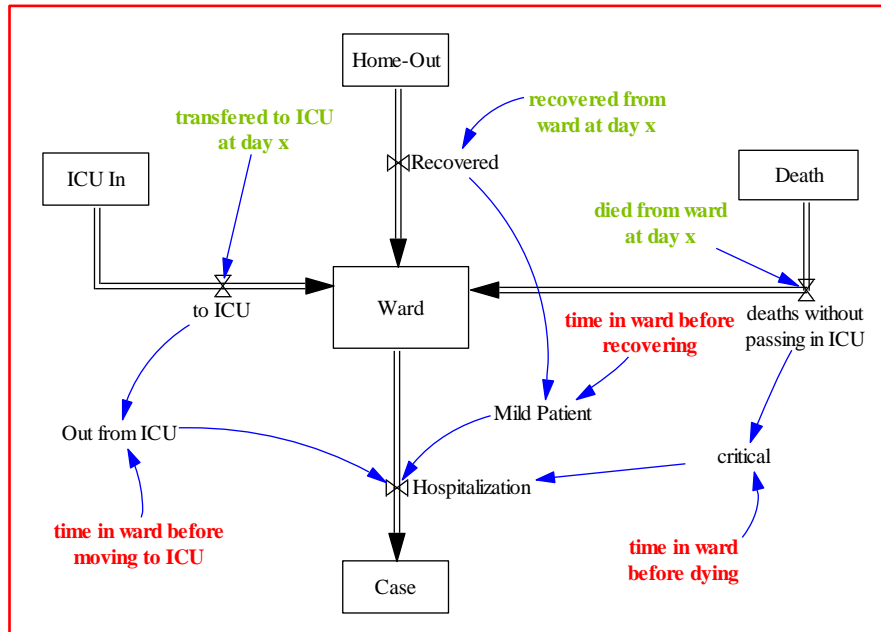 Home-Out
transfered to ICU
at day x
recovered from
ward at day x
ICU In
Recovered
Death
died from ward
at day x
Ward
to ICU
time in ward before
recovering
deaths without
passing in ICU
Mild Patient
Out from ICU
critical
Hospitalization
time in ward before
moving to ICU
time in ward
before dying
Case